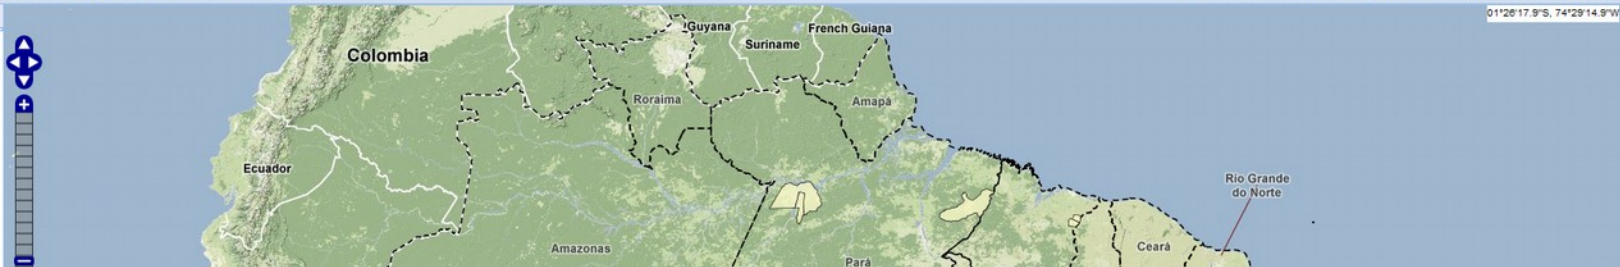 01°26'17.9"S, 74°29'14.9"W
Guyana
French Guiana
Suriname
Colombia
Roraima
Amapá
Ecuador
Rio Grande
do Norte
Amazonas
Ceará
Pará